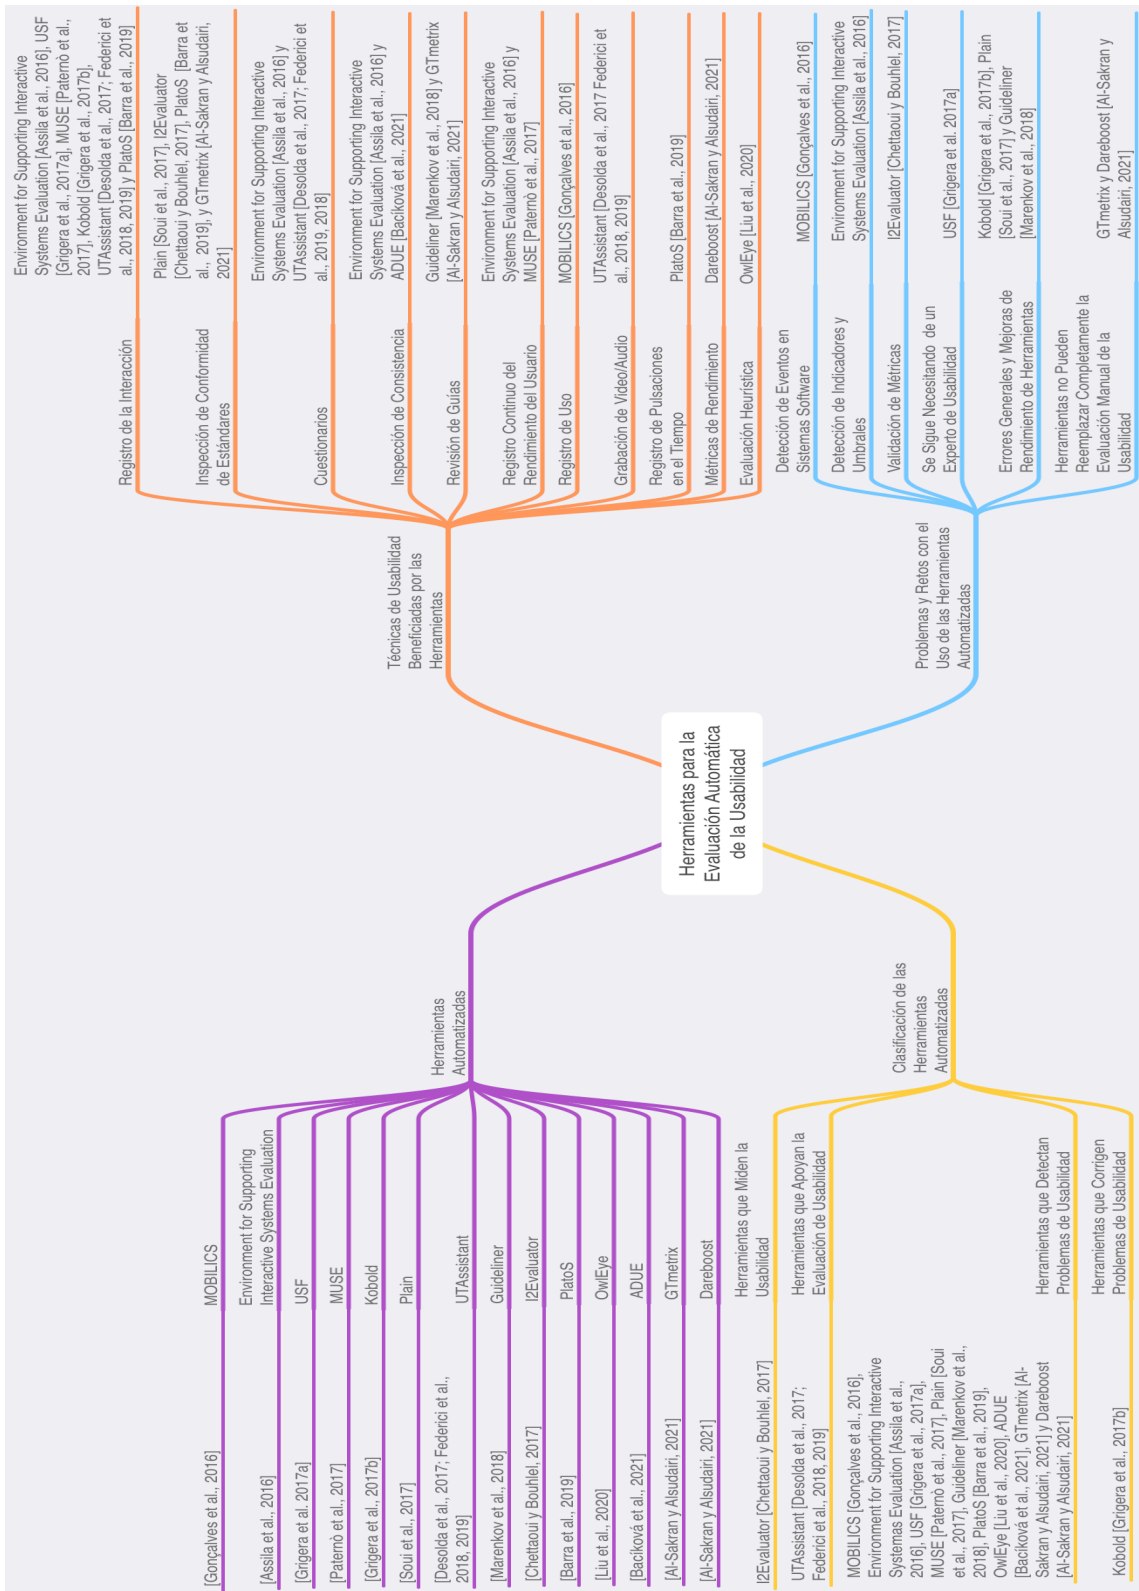 Herramientas para la
Evaluación Automática
de la Usabilidad
Herramientas
Automatizadas
MOBILICS
[Gonçalves et al., 2016]
Environment for Supporting
Interactive Systems Evaluation
[Assila et al., 2016]
USF
[Grigera et al. 2017a]
MUSE
[Paternò et al., 2017]
Kobold
[Grigera et al., 2017b]
Plain
[Soui et al., 2017]
UTAssistant
[Desolda et al., 2017; Federici et al.,
2018, 2019]
Guideliner
[Marenkov et al., 2018]
I2Evaluator
[Chettaoui y Bouhlel, 2017]
PlatoS
[Barra et al., 2019]
OwlEye
[Liu et al., 2020]
ADUE
[Bačíková et al., 2021]
GTmetrix
[Al-Sakran y Alsudairi, 2021]
Dareboost
[Al-Sakran y Alsudairi, 2021]
Clasificación de las
Herramientas
Automatizadas
Herramientas que Miden la
Usabilidad
I2Evaluator [Chettaoui y Bouhlel, 2017]
Herramientas que Apoyan la
Evaluación de Usabilidad
UTAssistant [Desolda et al., 2017;
Federici et al., 2018, 2019]
Herramientas que Detectan
Problemas de Usabilidad
MOBILICS [Gonçalves et al., 2016],
Environment for Supporting Interactive
Systemas Evaluation [Assila et al.,
2016], USF [Grigera et al., 2017a],
MUSE [Paternò et al., 2017], Plain [Soui
et al., 2017], Guideliner [Marenkov et al.,
2018], PlatoS [Barra et al., 2019],
OwlEye [Liu et al., 2020], ADUE
[Bačíková et al., 2021], GTmetrix [Al-
Sakran y Alsudairi, 2021] y Dareboost
[Al-Sakran y Alsudairi, 2021]
Herramientas que Corrigen
Problemas de Usabilidad
Kobold [Grigera et al., 2017b]
Técnicas de Usabilidad
Beneficiadas por las
Herramientas
Registro de la Interacción
Environment for Supporting Interactive
Systems Evaluation [Assila et al., 2016], USF
[Grigera et al., 2017a], MUSE [Paternò et al.,
2017], Kobold [Grigera et al., 2017b],
UTAssistant [Desolda et al., 2017; Federici et
al., 2018, 2019] y PlatoS [Barra et al., 2019]
Inspección de Conformidad
de Estándares
Plain [Soui et al., 2017], I2Evaluator
[Chettaoui y Bouhlel, 2017], PlatoS [Barra et
al., 2019], y GTmetrix [Al-Sakran y Alsudairi,
2021]
Cuestionarios
Environment for Supporting Interactive
Systems Evaluation [Assila et al., 2016] y
UTAssistant [Desolda et al., 2017; Federici et
al., 2019, 2018]
Inspección de Consistencia
Environment for Supporting Interactive
Systems Evaluation [Assila et al., 2016] y
ADUE [Bačíková et al., 2021]
Revisión de Guías
Guideliner [Marenkov et al., 2018] y GTmetrix
[Al-Sakran y Alsudairi, 2021]
Registro Continuo del
Rendimiento del Usuario
Environment for Supporting Interactive
Systems Evaluation [Assila et al., 2016] y
MUSE [Paternò et al., 2017]
Registro de Uso
MOBILICS [Gonçalves et al., 2016]
Grabación de Vídeo/Audio
UTAssistant [Desolda et al., 2017 Federici et
al., 2018, 2019]
Registro de Pulsaciones
en el Tiempo
PlatoS [Barra et al., 2019]
Métricas de Rendimiento
Dareboost [Al-Sakran y Alsudairi, 2021]
Evaluación Heurística
OwlEye [Liu et al., 2020]
Problemas y Retos con el
Uso de las Herramientas
Automatizadas
Detección de Eventos en
Sistemas Software
MOBILICS [Gonçalves et al., 2016]
Detección de Indicadores y
Umbrales
Environment for Supporting Interactive
Systems Evaluation [Assila et al., 2016]
Validación de Métricas
I2Evaluator [Chettaoui y Bouhlel, 2017]
Se Sigue Necesitando de un
Experto de Usabilidad
USF [Grigera et al. 2017a]
Errores Generales y Mejoras de
Rendimiento de Herramientas
Kobold [Grigera et al., 2017b], Plain
[Soui et al., 2017] y Guideliner
[Marenkov et al., 2018]
Herramientas no Pueden
Reemplazar Completamente la
Evaluación Manual de la
Usabilidad
GTmetrix y Dareboost [Al-Sakran y
Alsudairi, 2021]